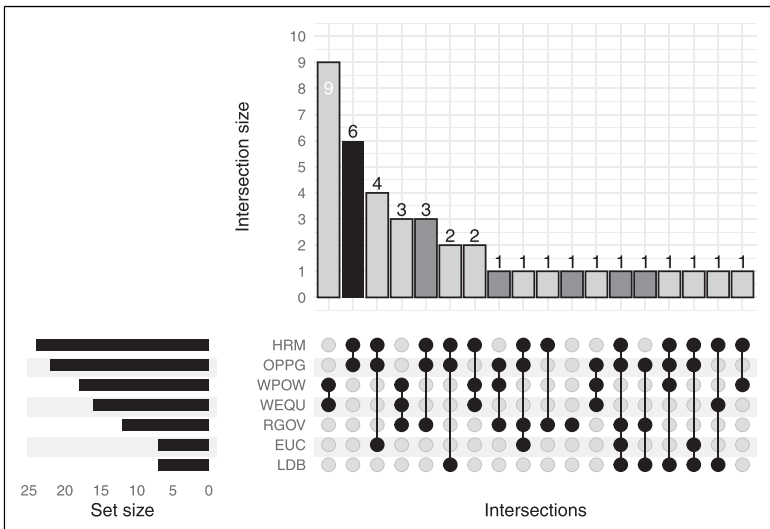 10
9
8
7
6
5
4
3
2
1
0
Intersection size
9
6
4
3 3
2 2
1 1 1 1 1 1 1 1 1 1 1
HRM
OPPG
WPOW
WEQU
RGOV
EUC
LDB
25 20 15 10 5 0
Set size
Intersections